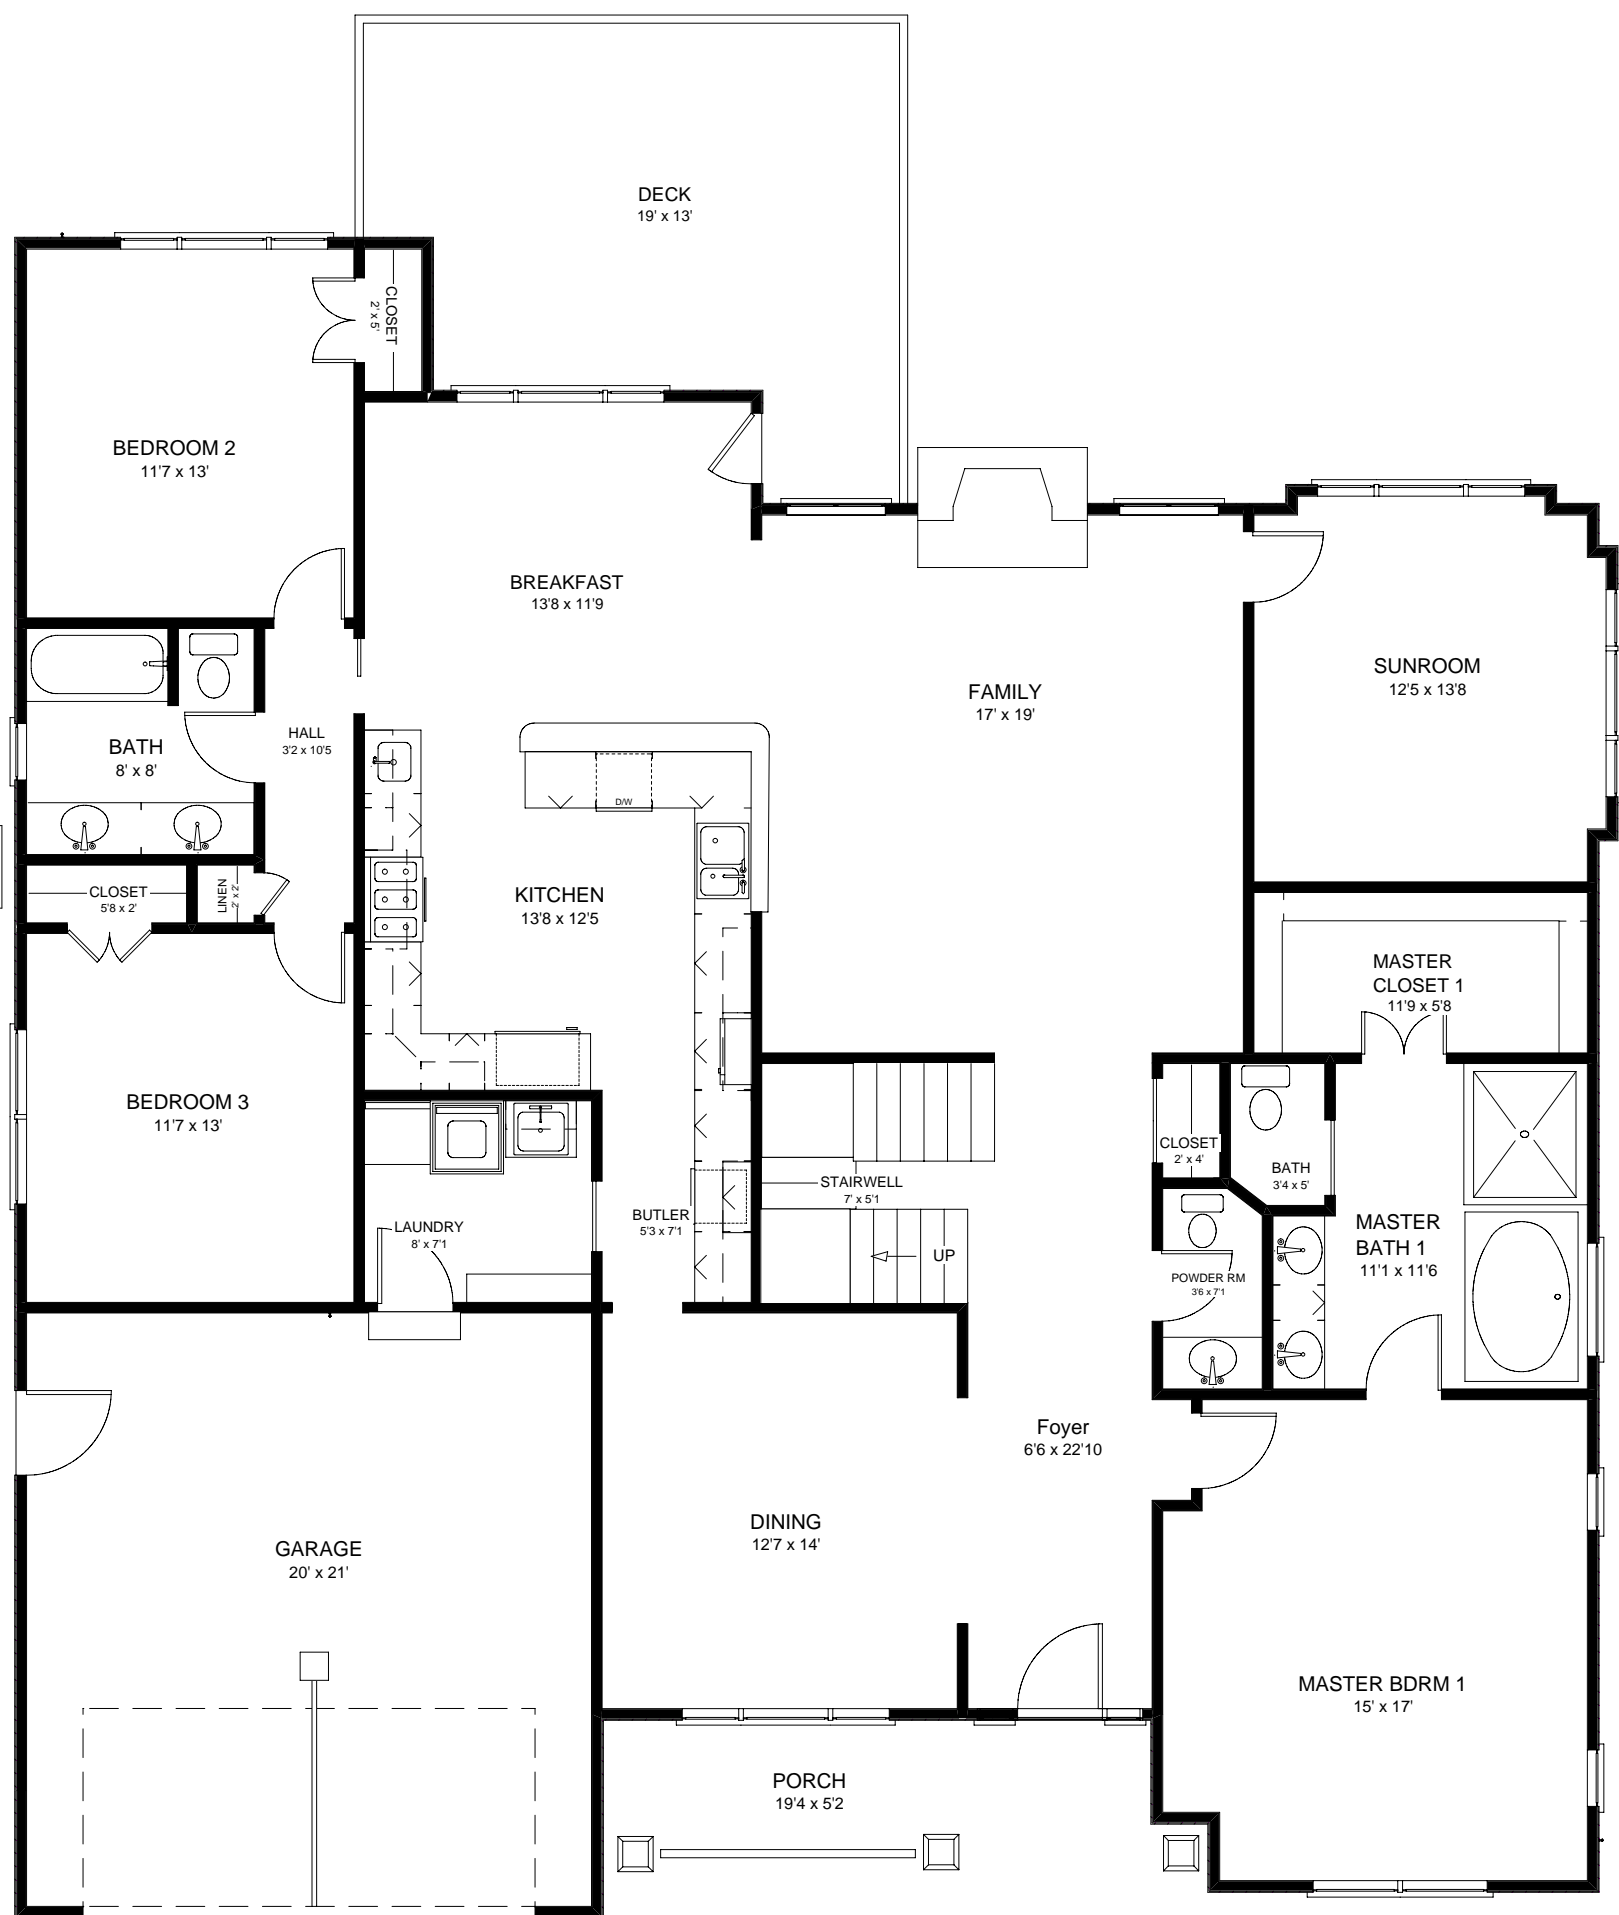 DECK
19' x 13'
CLOSET
2' x 5'
BEDROOM 2
11'7 x 13'
BREAKFAST
13'8 x 11'9
SUNROOM
12'5 x 13'8
FAMILY
17' x 19'
HALL
3'2 x 10'5
BATH
8' x 8'
D/W
CLOSET
5'8 x 2'
LINEN
2' x 2'
KITCHEN
13'8 x 12'5
MASTER
CLOSET 1
11'9 x 5'8
BEDROOM 3
11'7 x 13'
CLOSET
2' x 4'
BATH
3'4 x 5'
STAIRWELL
7' x 5'1
BUTLER
5'3 x 7'1
LAUNDRY
8' x 7'1
UP
MASTER
BATH 1
11'1 x 11'6
POWDER RM
3'6 x 7'1
Foyer
6'6 x 22'10
DINING
12'7 x 14'
GARAGE
20' x 21'
MASTER BDRM 1
15' x 17'
PORCH
19'4 x 5'2